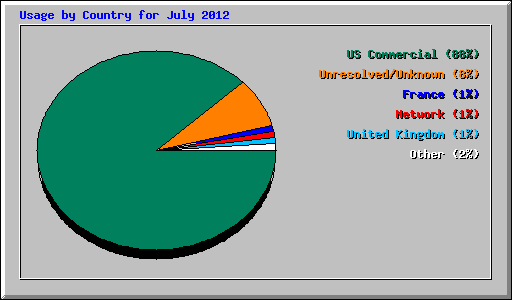 Usage by Country for July 2012
US Commercial (88%)
Unresolved/Unknown (8%)
France (1%)
Network (1%)
United Kingdom (1%)
Other (2%)